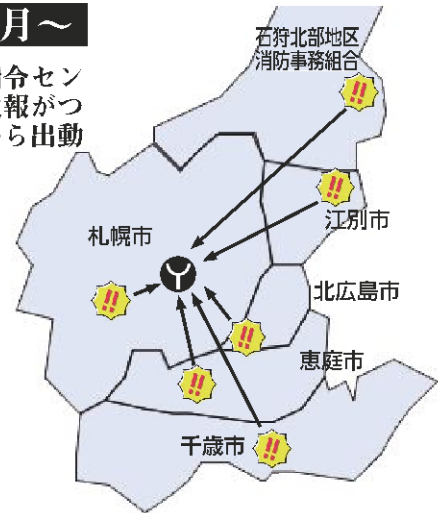 月～
令セン
報がつ
ら出動
石狩北部地区
消防事務組合
江別市
札幌市
北広島市
恵庭市
千歳市